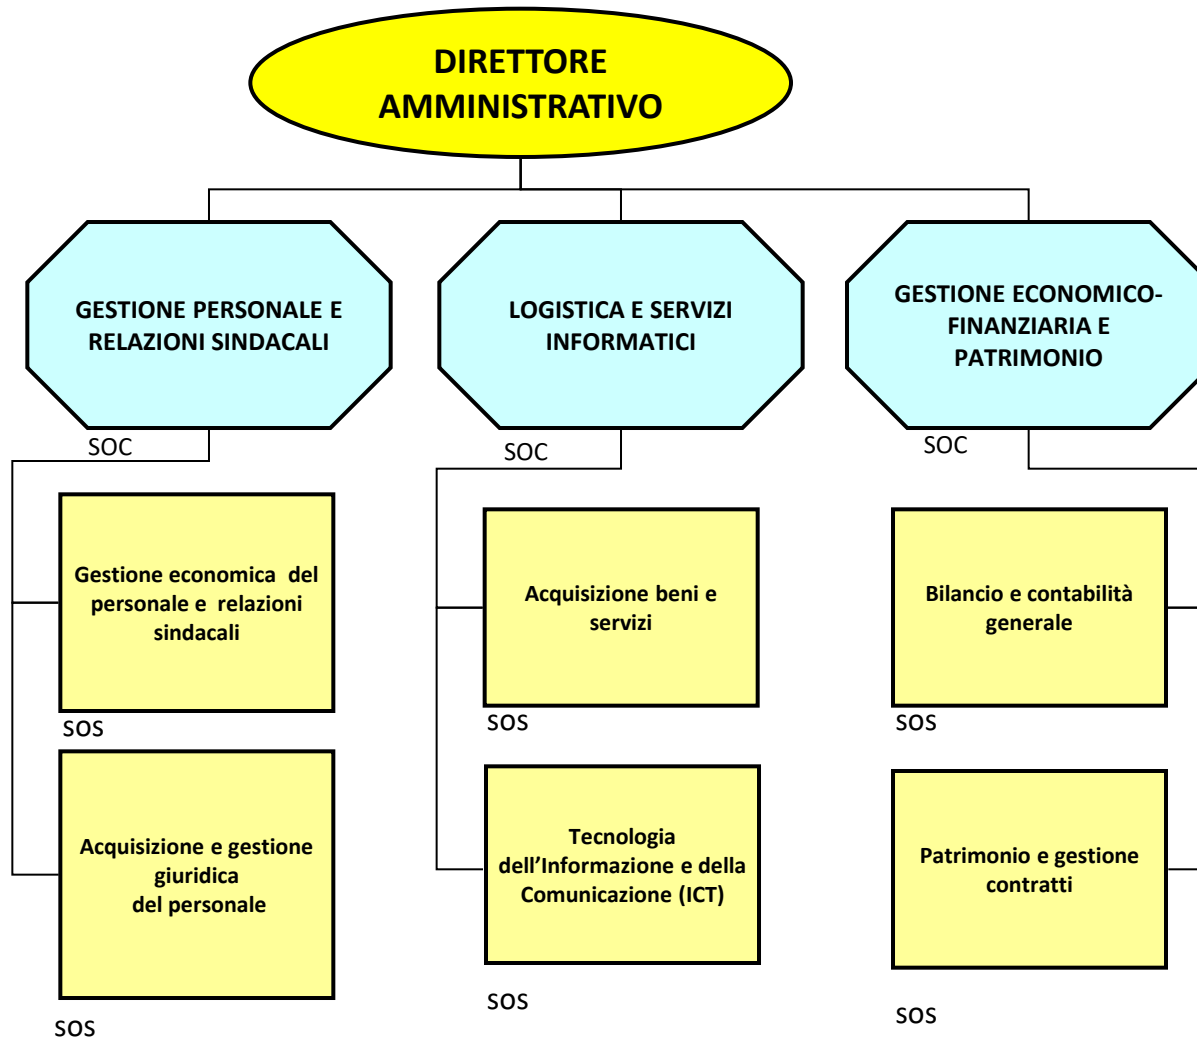 DIRETTORE
AMMINISTRATIVO
GESTIONE PERSONALE E
RELAZIONI SINDACALI
LOGISTICA E SERVIZI
INFORMATICI
GESTIONE ECONOMICO-
FINANZIARIA E
PATRIMONIO
SOC
SOC
SOC
Gestione economica del
personale e relazioni
sindacali
Acquisizione beni e
servizi
Bilancio e contabilità
generale
SOS
SOS
SOS
Acquisizione e gestione
giuridica
del personale
Tecnologia
dell’Informazione e della
Comunicazione (ICT)
Patrimonio e gestione
contratti
SOS
SOS
SOS